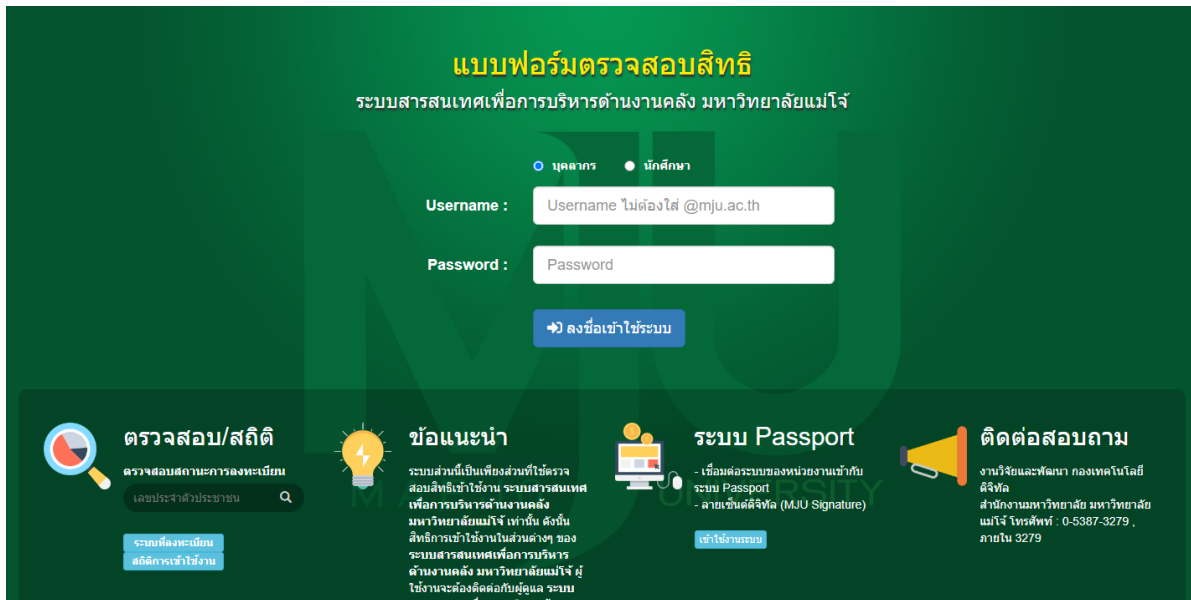 แบบฟอร์มตรวจสอบสิทธิ
ระบบสารสนเทศเพื่อการบริหารด้านงานคลัง มหาวิทยาลัยแม่โจ้
บุคลากร นักศึกษา
Username : Username ไม่ต้องใส่ @mju.ac.th
Password : Password
ลงชื่อเข้าใช้ระบบ
ตรวจสอบ/สถิติ
ตรวจสอบสถานะการลงทะเบียน
เลขประจำตัวประชาชน
ระบบที่ลงทะเบียน
สถิติการเข้าใช้งาน
ข้อแนะนำ
ระบบส่วนนี้เป็นเพียงส่วนที่ใช้ตรวจ
สอบสิทธิเข้าใช้งาน ระบบสารสนเทศ
เพื่อการบริหารด้านงานคลัง
มหาวิทยาลัยแม่โจ้ เท่านั้น ดังนั้น
สิทธิการเข้าใช้งานในส่วนต่างๆ ของ
ระบบสารสนเทศเพื่อการบริหาร
ด้านงานคลัง มหาวิทยาลัยแม่โจ้ ผู้
ใช้งานจะต้องติดต่อกับผู้ดูแล ระบบ
ระบบ Passport
- เชื่อมต่อระบบของหน่วยงานเข้ากับ
ระบบ Passport
- ลายเซ็นต์ดิจิทัล (MJU Signature)
เข้าใช้งานระบบ
ติดต่อสอบถาม
งานวิจัยและพัฒนา กองเทคโนโลยี
ดิจิทัล
สำนักงานมหาวิทยาลัย มหาวิทยาลัย
แม่โจ้ โทรศัพท์ : 0-5387-3279 ,
ภายใน 3279
MJU
UNIVERSITY